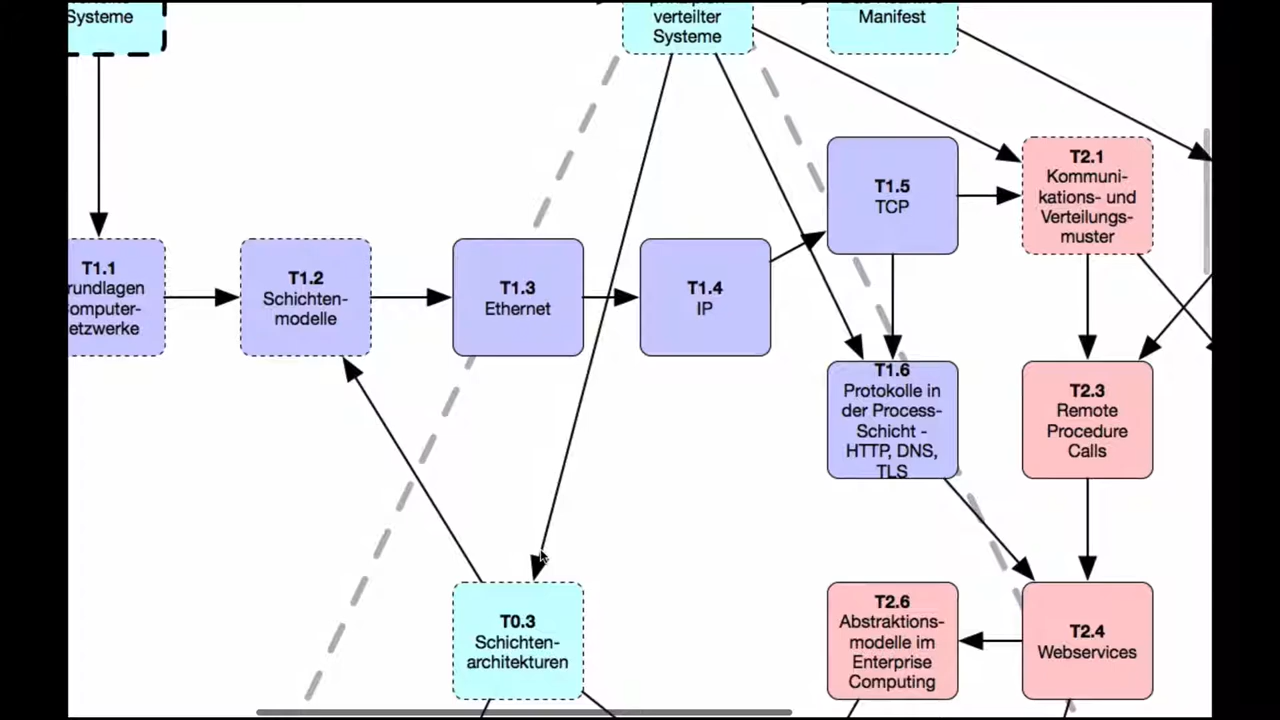 Systeme
verteilter
Systeme
Manifest
T1.5
TCP
T2.1
Kommuni-
kations- und
Verteilungs-
muster
T1.1
rundlagen
omputer-
etzwerke
T1.2
Schichten-
modelle
T1.3
Ethernet
T1.4
IP
T1.6
Protokolle in
der Process-
Schicht -
HTTP, DNS,
TLS
T2.3
Remote
Procedure
Calls
T0.3
Schichten-
architekturen
T2.6
Abstraktions-
modelle im
Enterprise
Computing
T2.4
Webservices